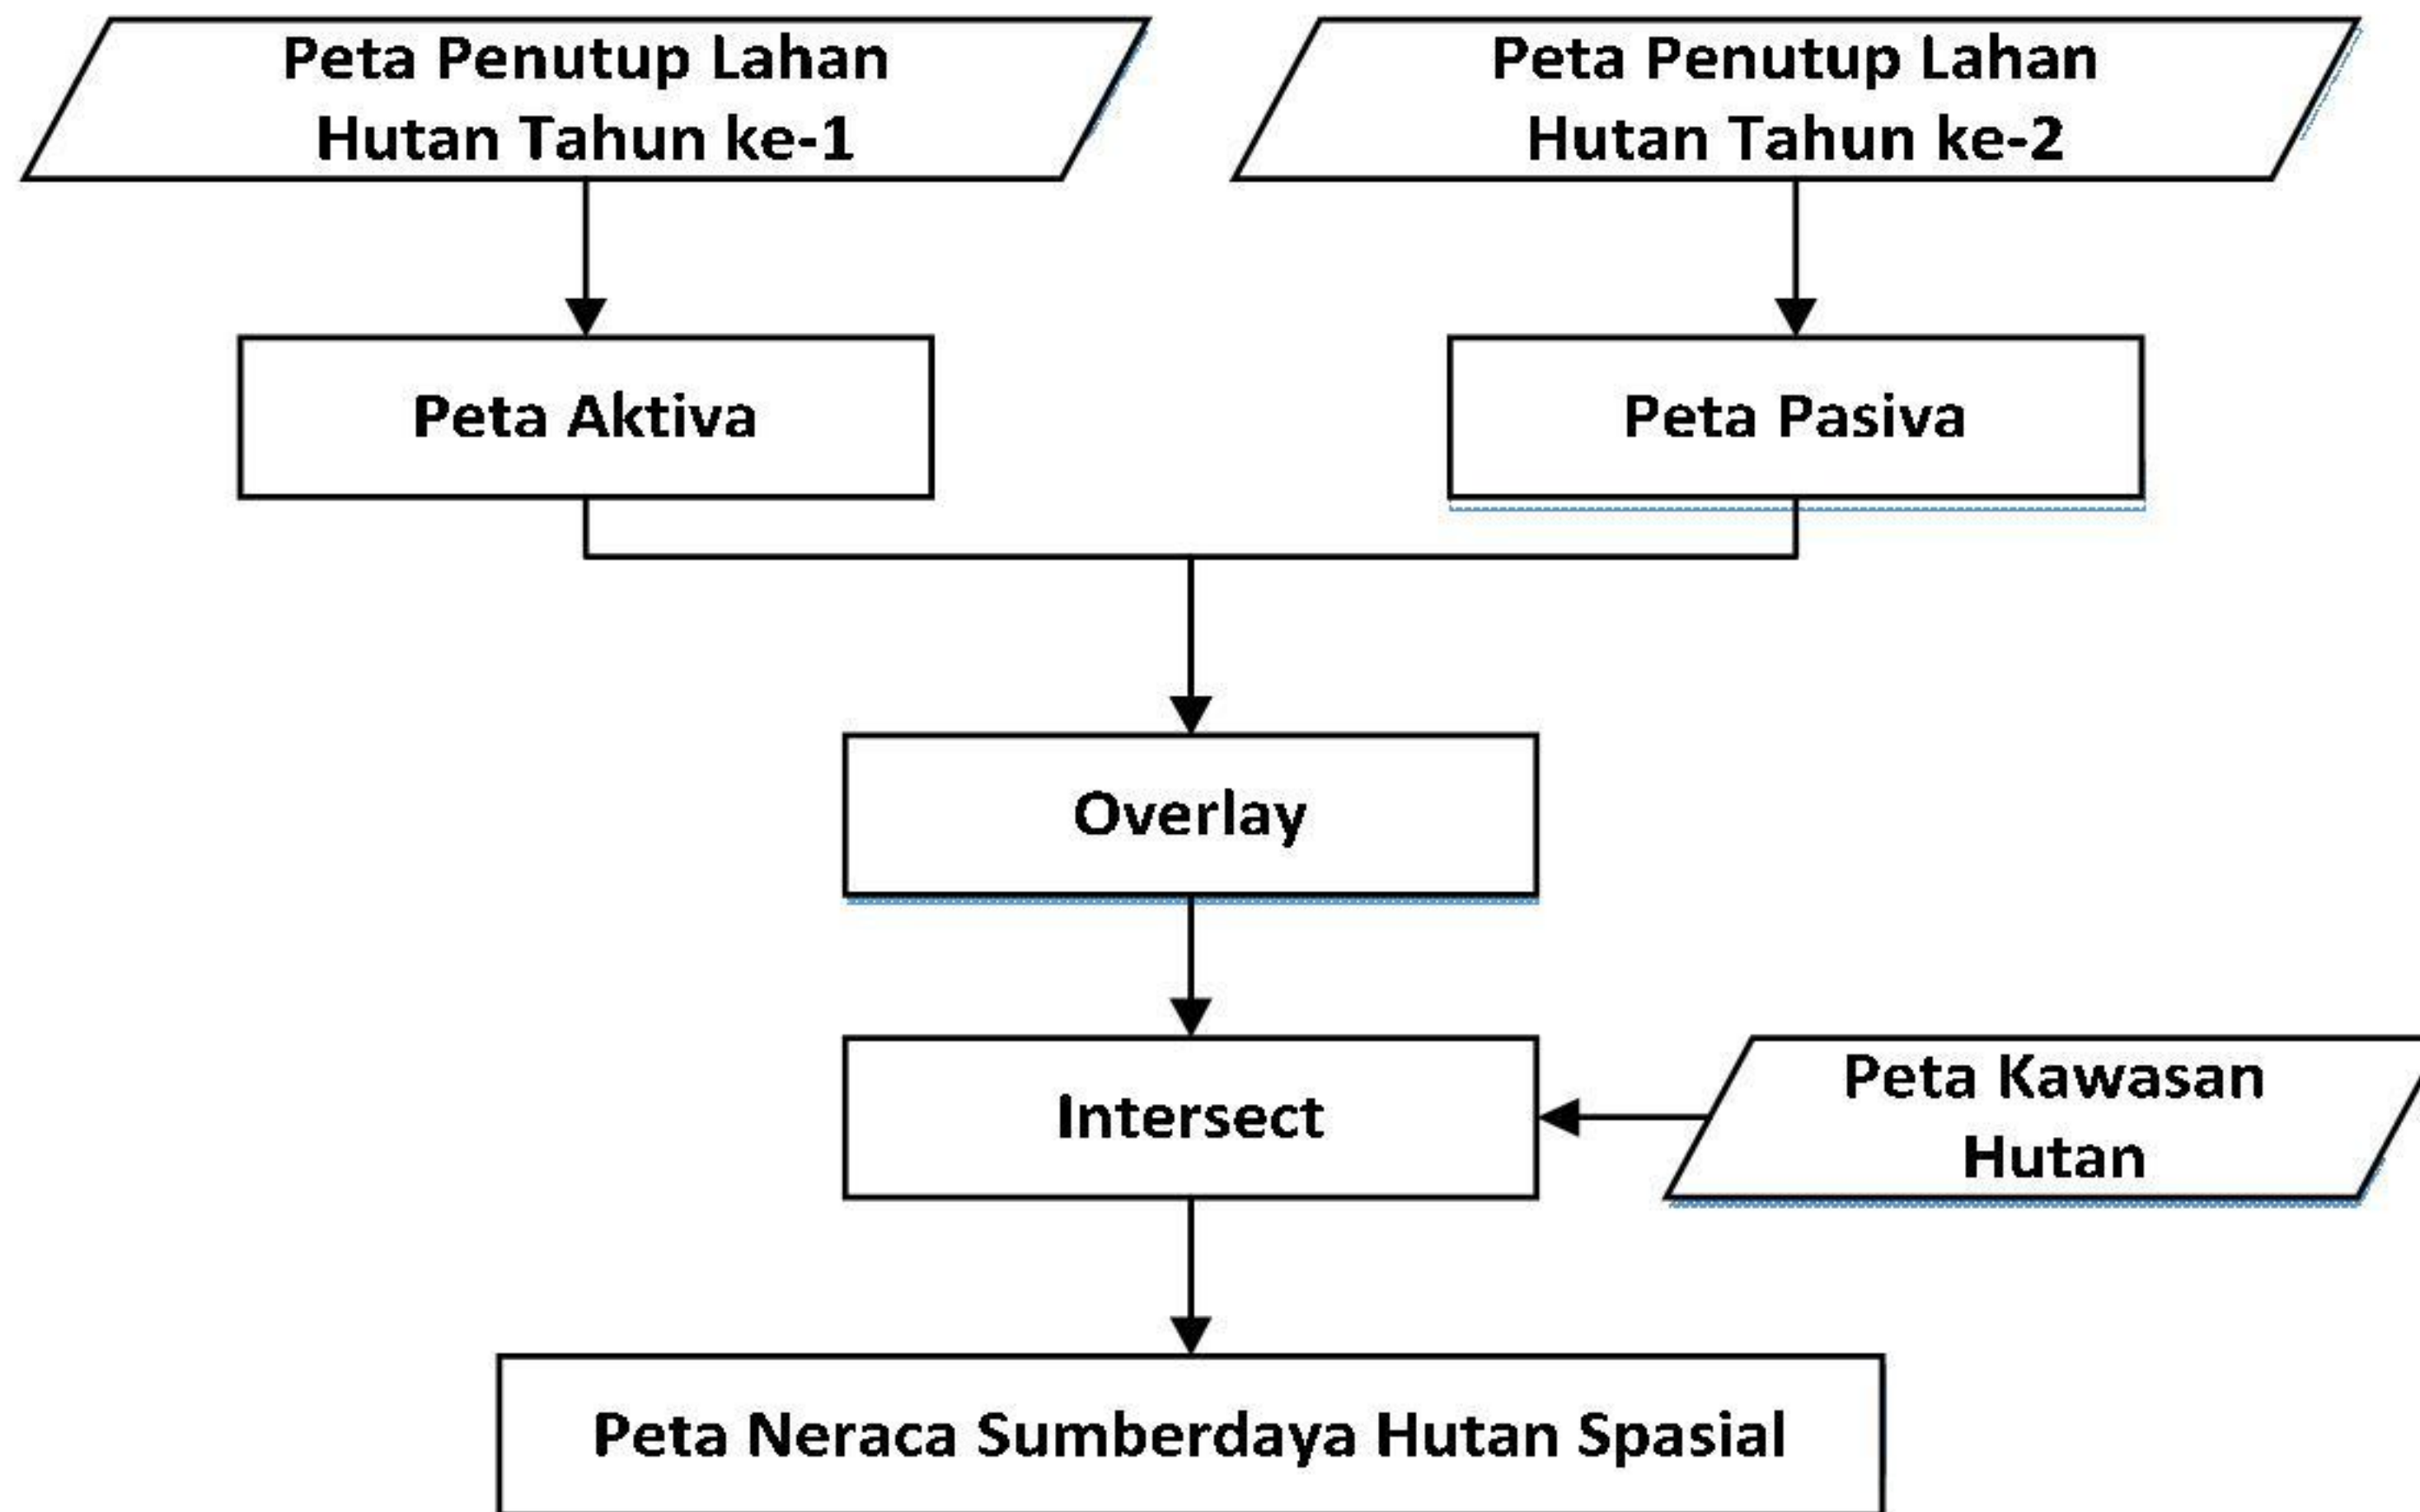 Peta Penutup Lahan
Hutan Tahun ke-1
Peta Penutup Lahan
Hutan Tahun ke-2
Peta Aktiva
Peta Pasiva
Overlay
Intersect
Peta Kawasan
Hutan
Peta Neraca Sumberdaya Hutan Spasial